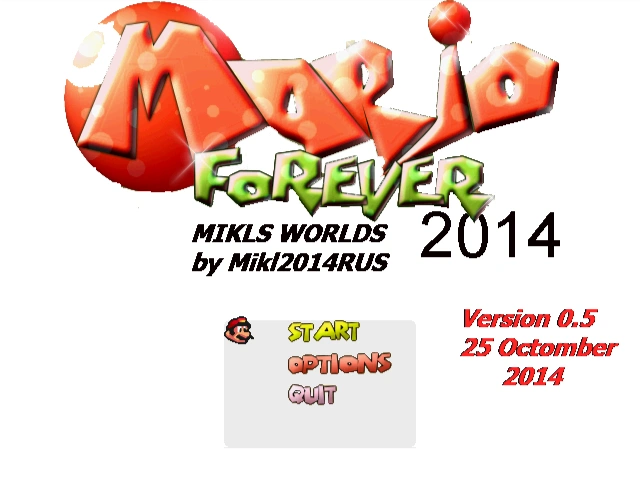 Mario
FOREVER
2014
MIKLS WORLDS
by Mikl2014RUS
START
OPTIONS
QUIT
Version 0.5
25 Octomber
2014